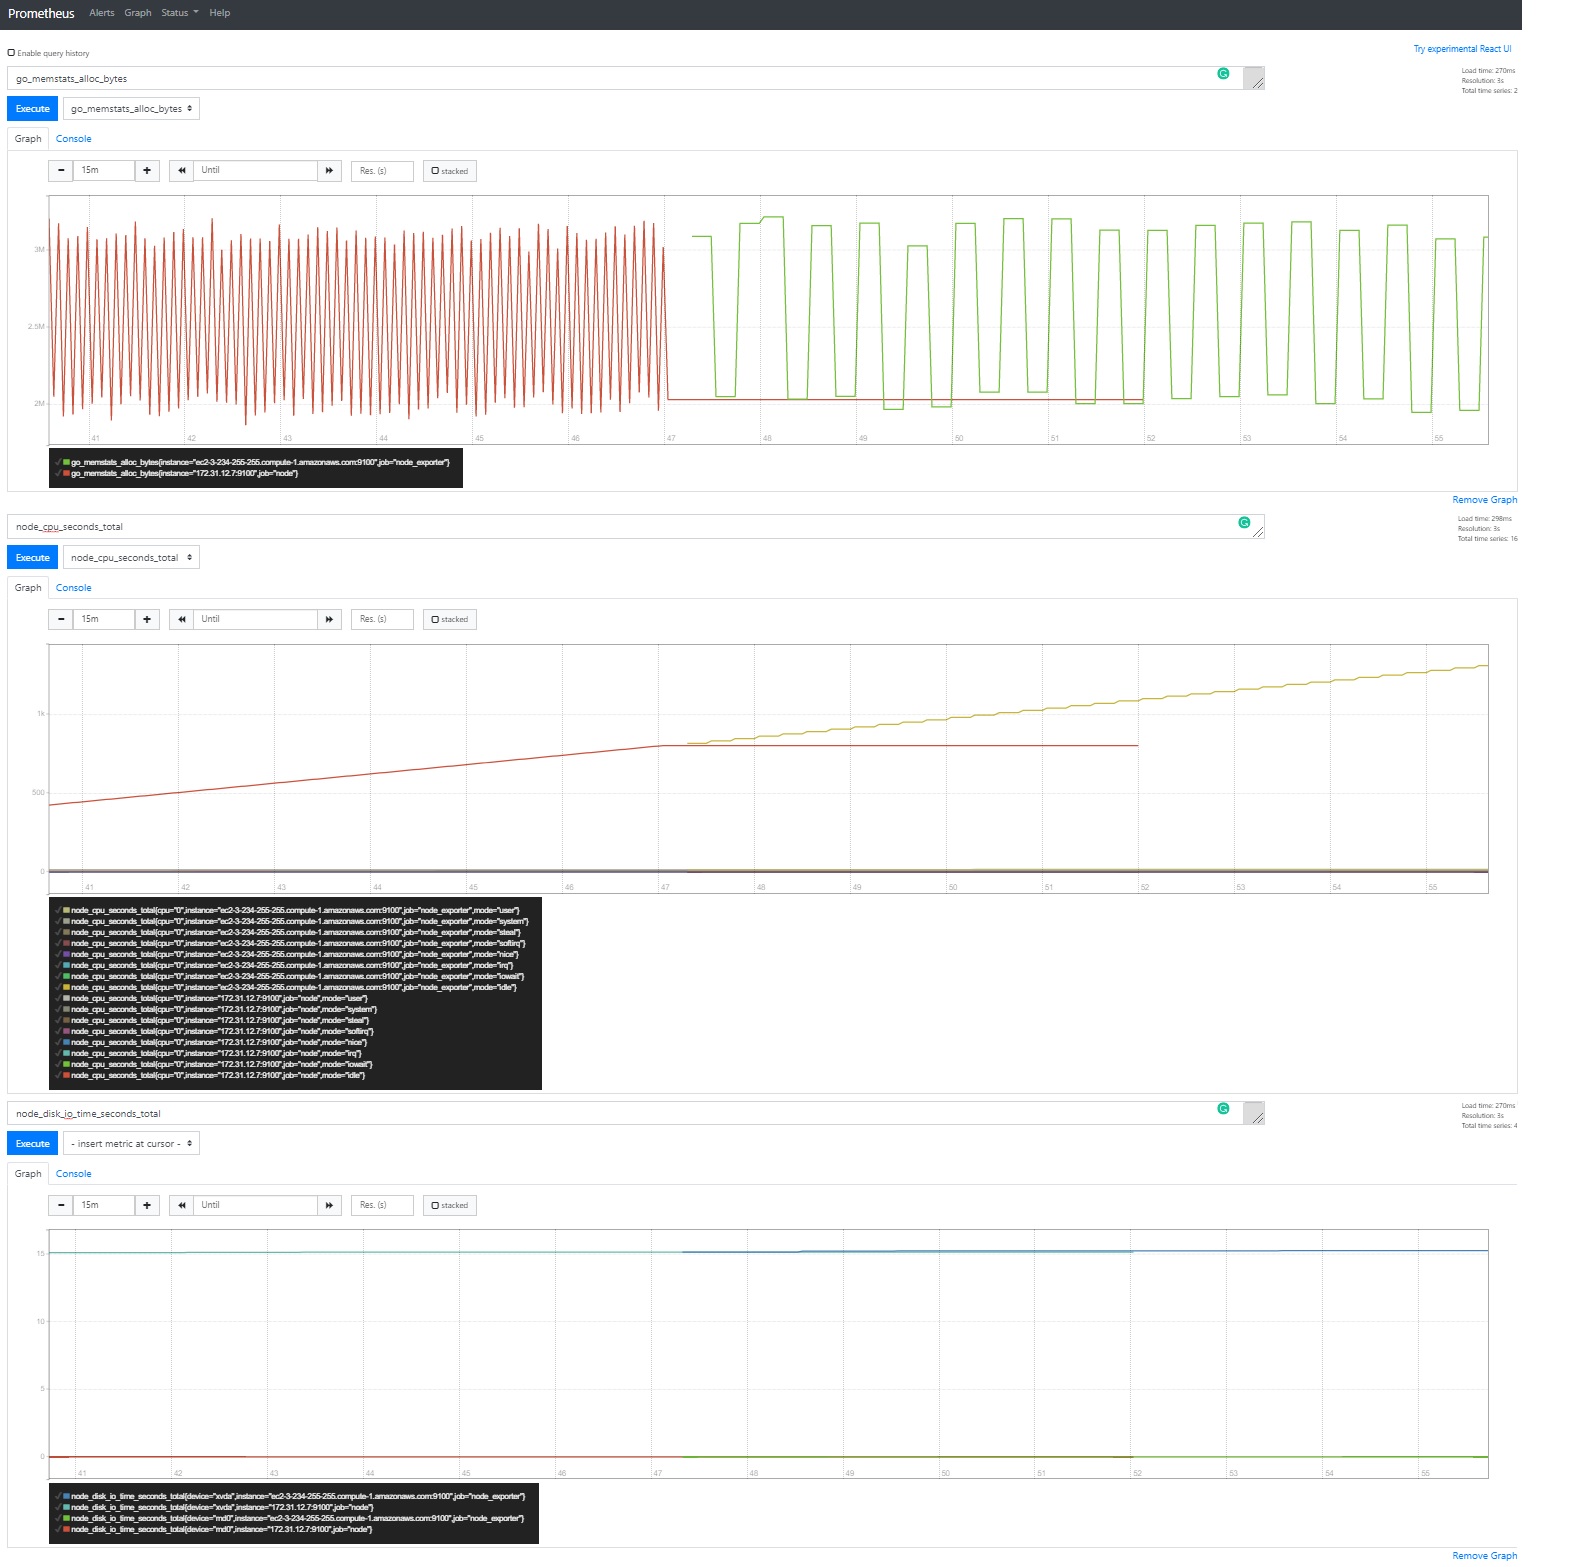 Prometheus Alerts Graph Status Help
Enable query history
Try experimental React UI
go_memstats_alloc_bytes
Load time: 270ms
Resolution: 3s
Total time series: 2
Execute go_memstats_alloc_bytes
Graph Console
15m Until Res. (s) stacked
3M
2.5M
2M
41 42 43 44 45 46 47 48 49 50 51 52 53 54 55
go_memstats_alloc_bytes{instance="ec2-3-234-255-255.compute-1.amazonaws.com:9100",job="node_exporter"}
go_memstats_alloc_bytes{instance="172.31.12.7:9100",job="node"}
Remove Graph
node_cpu_seconds_total
Load time: 298ms
Resolution: 3s
Total time series: 16
Execute node_cpu_seconds_total
Graph Console
15m Until Res. (s) stacked
1k
500
0
41 42 43 44 45 46 47 48 49 50 51 52 53 54 55
node_cpu_seconds_total{cpu="0",instance="ec2-3-234-255-255.compute-1.amazonaws.com:9100",job="node_exporter",mode="user"}
node_cpu_seconds_total{cpu="0",instance="ec2-3-234-255-255.compute-1.amazonaws.com:9100",job="node_exporter",mode="system"}
node_cpu_seconds_total{cpu="0",instance="ec2-3-234-255-255.compute-1.amazonaws.com:9100",job="node_exporter",mode="steal"}
node_cpu_seconds_total{cpu="0",instance="ec2-3-234-255-255.compute-1.amazonaws.com:9100",job="node_exporter",mode="softirq"}
node_cpu_seconds_total{cpu="0",instance="ec2-3-234-255-255.compute-1.amazonaws.com:9100",job="node_exporter",mode="nice"}
node_cpu_seconds_total{cpu="0",instance="ec2-3-234-255-255.compute-1.amazonaws.com:9100",job="node_exporter",mode="irq"}
node_cpu_seconds_total{cpu="0",instance="ec2-3-234-255-255.compute-1.amazonaws.com:9100",job="node_exporter",mode="iowait"}
node_cpu_seconds_total{cpu="0",instance="ec2-3-234-255-255.compute-1.amazonaws.com:9100",job="node_exporter",mode="idle"}
node_cpu_seconds_total{cpu="0",instance="172.31.12.7:9100",job="node",mode="user"}
node_cpu_seconds_total{cpu="0",instance="172.31.12.7:9100",job="node",mode="system"}
node_cpu_seconds_total{cpu="0",instance="172.31.12.7:9100",job="node",mode="steal"}
node_cpu_seconds_total{cpu="0",instance="172.31.12.7:9100",job="node",mode="softirq"}
node_cpu_seconds_total{cpu="0",instance="172.31.12.7:9100",job="node",mode="nice"}
node_cpu_seconds_total{cpu="0",instance="172.31.12.7:9100",job="node",mode="irq"}
node_cpu_seconds_total{cpu="0",instance="172.31.12.7:9100",job="node",mode="iowait"}
node_cpu_seconds_total{cpu="0",instance="172.31.12.7:9100",job="node",mode="idle"}
node_disk_io_time_seconds_total
Load time: 270ms
Resolution: 3s
Total time series: 4
Execute - insert metric at cursor -
Graph Console
15m Until Res. (s) stacked
15
10
5
0
41 42 43 44 45 46 47 48 49 50 51 52 53 54 55
node_disk_io_time_seconds_total{device="xvda",instance="ec2-3-234-255-255.compute-1.amazonaws.com:9100",job="node_exporter"}
node_disk_io_time_seconds_total{device="xvda",instance="172.31.12.7:9100",job="node"}
node_disk_io_time_seconds_total{device="md0",instance="ec2-3-234-255-255.compute-1.amazonaws.com:9100",job="node_exporter"}
node_disk_io_time_seconds_total{device="md0",instance="172.31.12.7:9100",job="node"}
Remove Graph